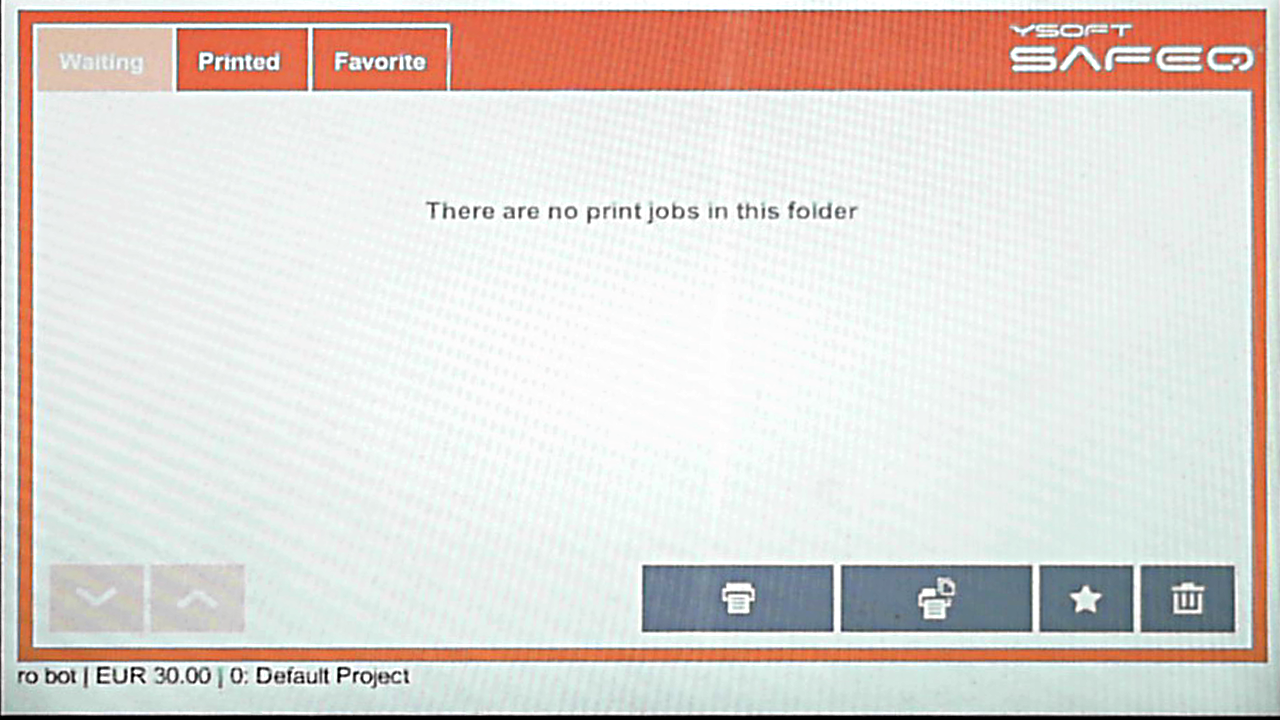 Waiting Printed Favorite
YSOFT
SAFEQ
There are no print jobs in this folder
ro bot | EUR 30.00 | 0: Default Project